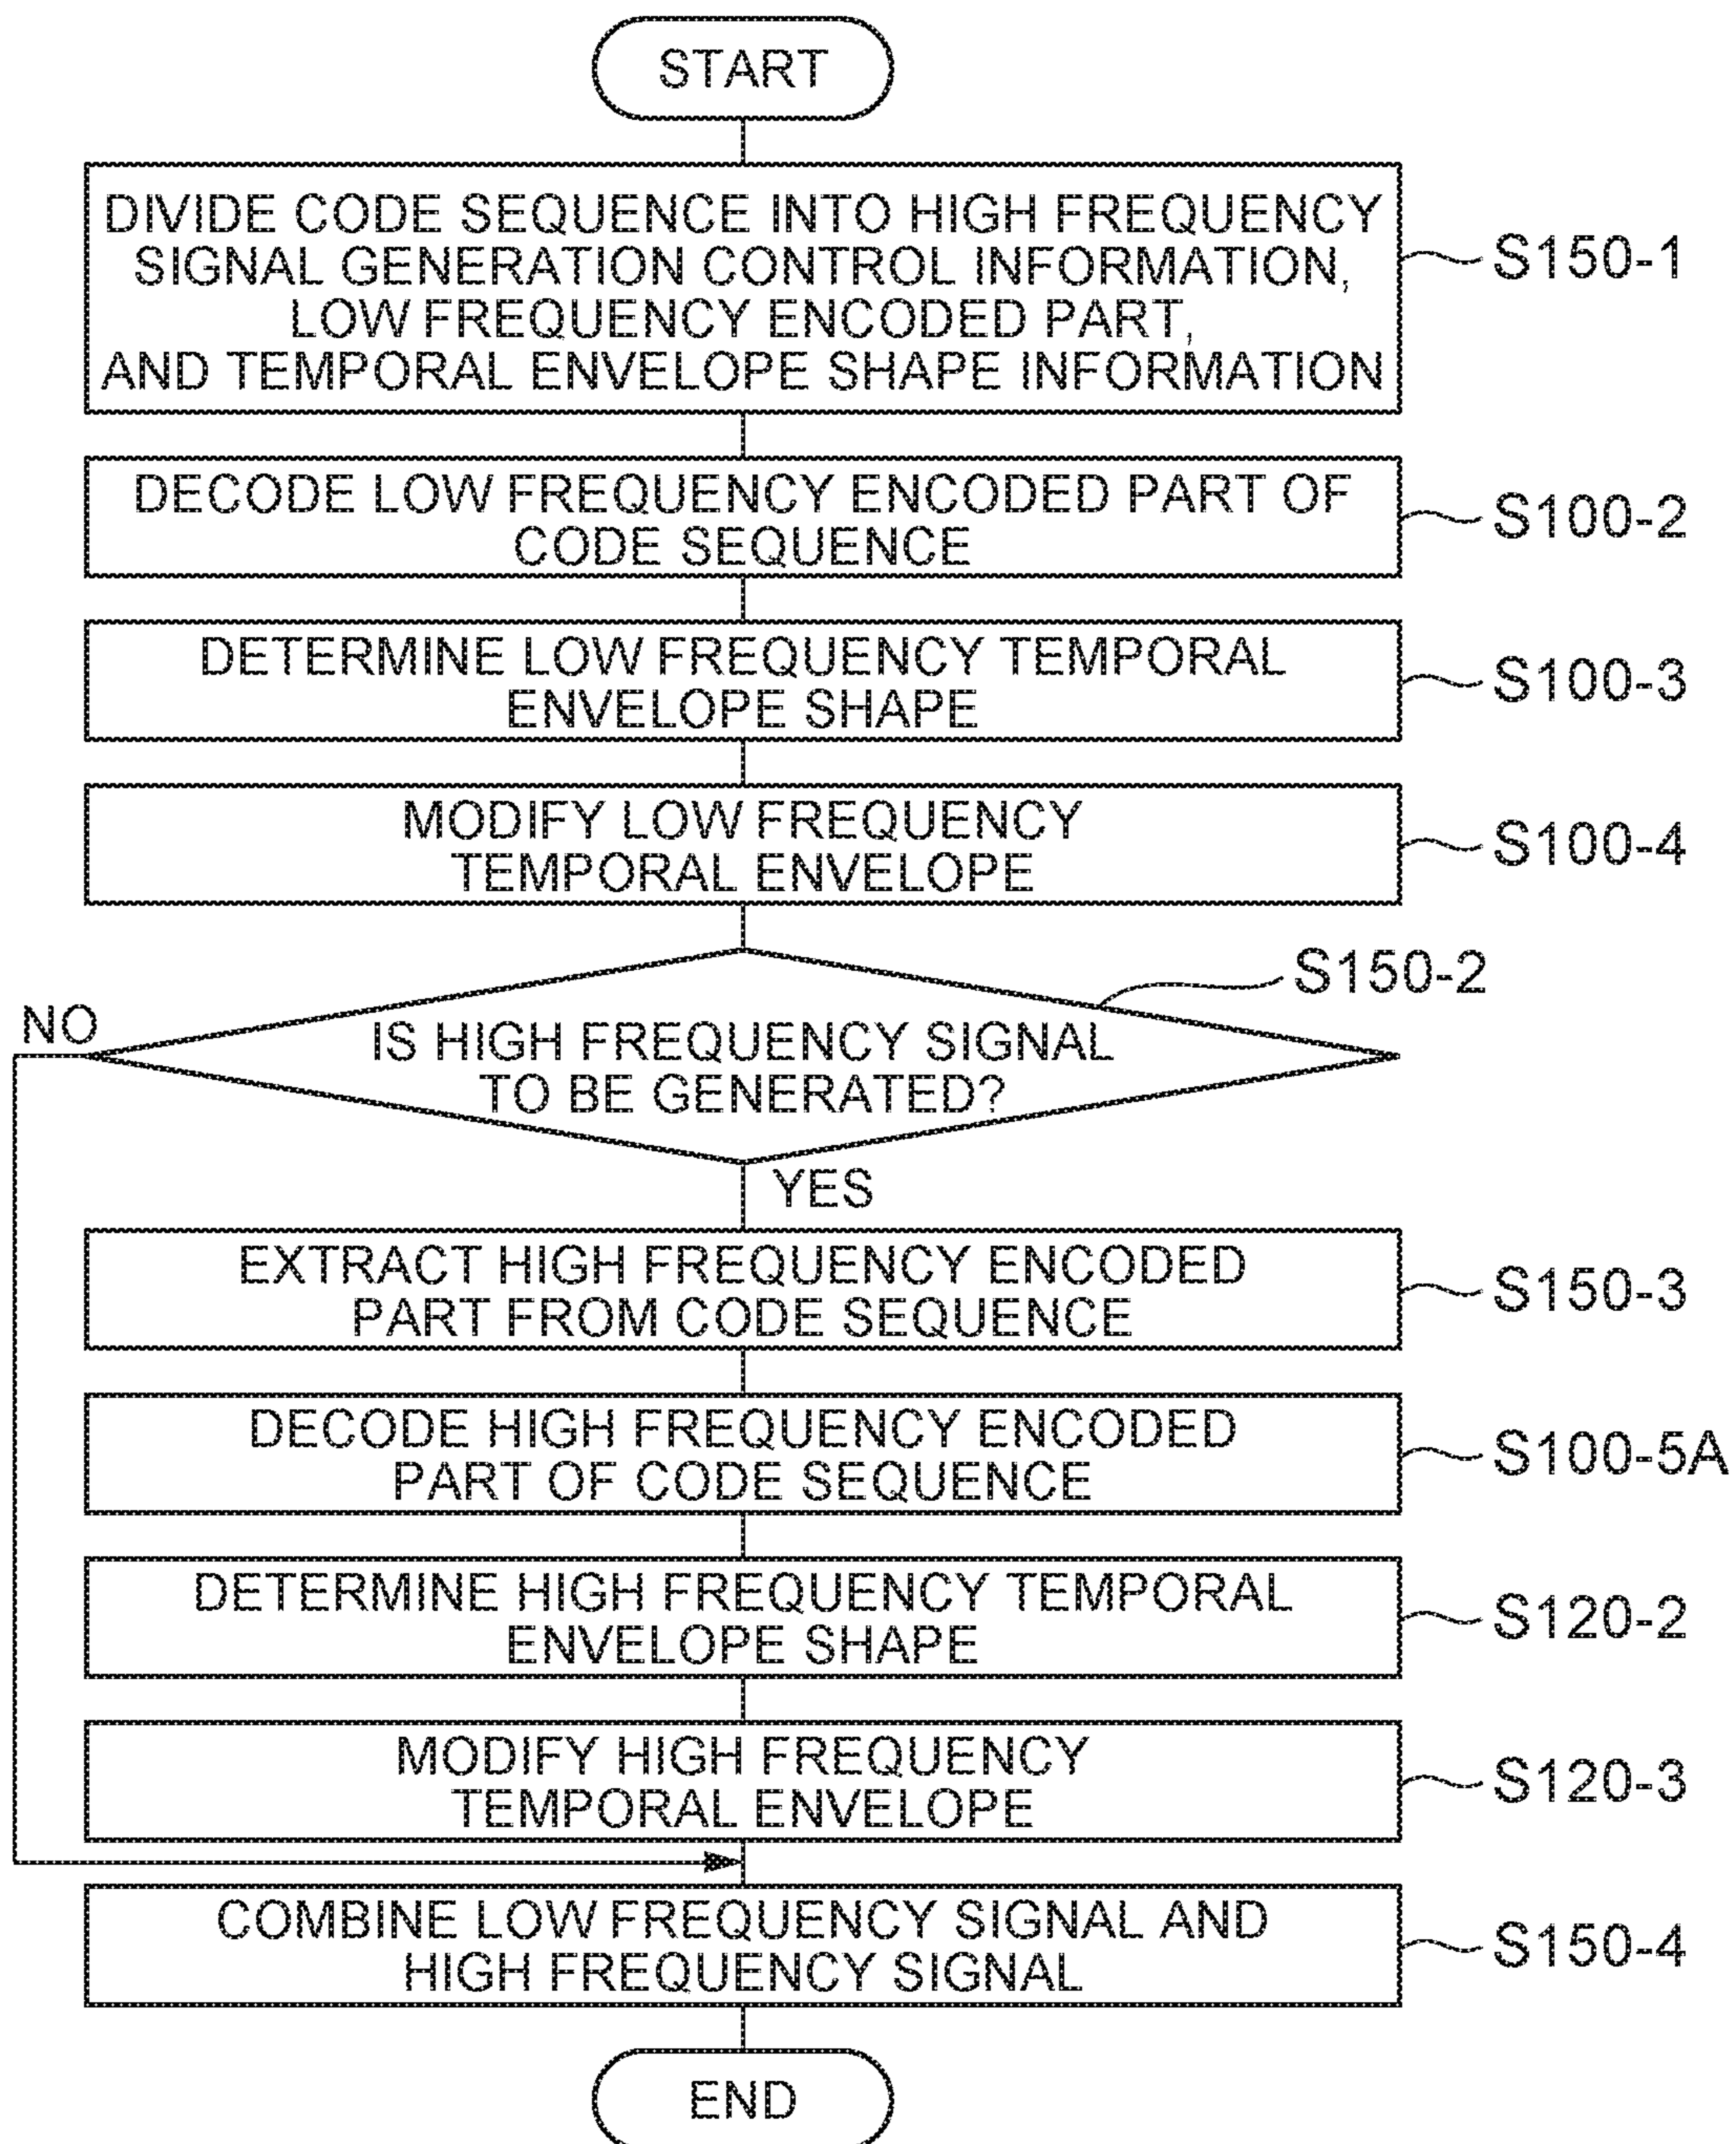 START
DIVIDE CODE SEQUENCE INTO HIGH FREQUENCY
SIGNAL GENERATION CONTROL INFORMATION,
LOW FREQUENCY ENCODED PART,
AND TEMPORAL ENVELOPE SHAPE INFORMATION
S150-1
DECODE LOW FREQUENCY ENCODED PART OF
CODE SEQUENCE
S100-2
DETERMINE LOW FREQUENCY TEMPORAL
ENVELOPE SHAPE
S100-3
MODIFY LOW FREQUENCY
TEMPORAL ENVELOPE
S100-4
S150-2
NO
IS HIGH FREQUENCY SIGNAL
TO BE GENERATED?
YES
EXTRACT HIGH FREQUENCY ENCODED
PART FROM CODE SEQUENCE
S150-3
DECODE HIGH FREQUENCY ENCODED
PART OF CODE SEQUENCE
S100-5A
DETERMINE HIGH FREQUENCY TEMPORAL
ENVELOPE SHAPE
S120-2
MODIFY HIGH FREQUENCY
TEMPORAL ENVELOPE
S120-3
COMBINE LOW FREQUENCY SIGNAL AND
HIGH FREQUENCY SIGNAL
S150-4
END